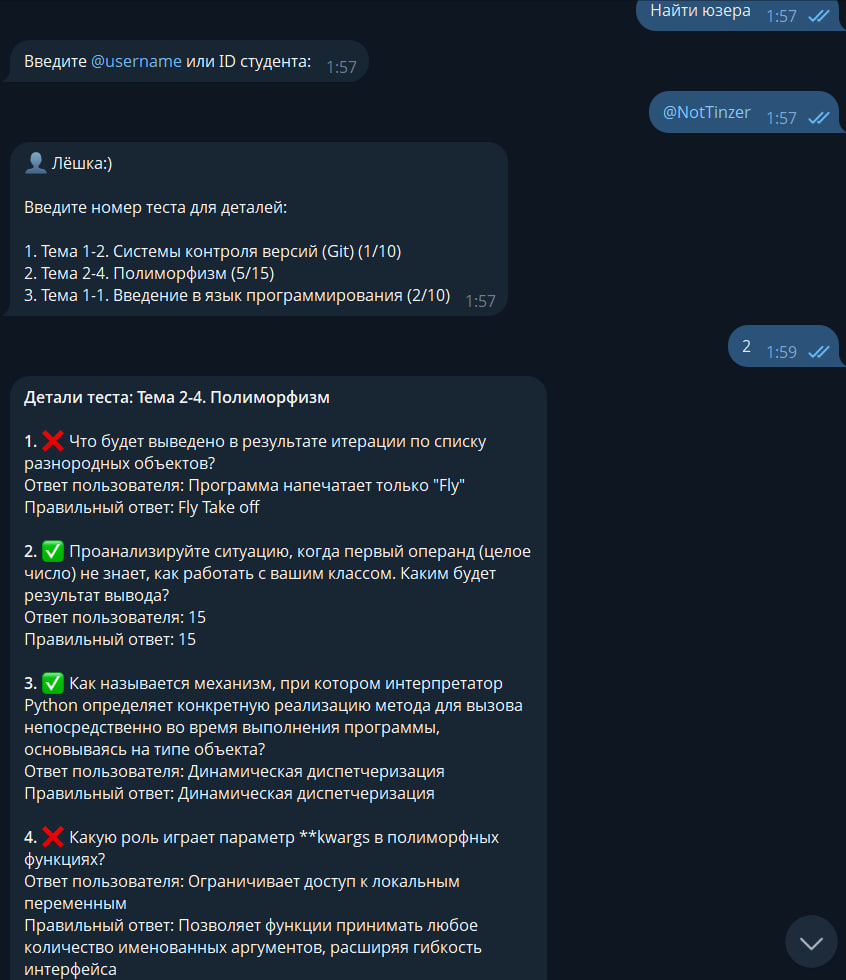 Найти юзера 1:57
Введите @username или ID студента: 1:57
@NotTinzer 1:57
Лёшка:)
Введите номер теста для деталей:
1. Тема 1-2. Системы контроля версий (Git) (1/10)
2. Тема 2-4. Полиморфизм (5/15)
3. Тема 1-1. Введение в язык программирования (2/10) 1:57
2 1:59
Детали теста: Тема 2-4. Полиморфизм
1. ❌ Что будет выведено в результате итерации по списку
разнородных объектов?
Ответ пользователя: Программа напечатает только "Fly"
Правильный ответ: Fly Take off
2. ✅ Проанализируйте ситуацию, когда первый операнд (целое
число) не знает, как работать с вашим классом. Каким будет
результат вывода?
Ответ пользователя: 15
Правильный ответ: 15
3. ✅ Как называется механизм, при котором интерпретатор
Python определяет конкретную реализацию метода для вызова
непосредственно во время выполнения программы,
основываясь на типе объекта?
Ответ пользователя: Динамическая диспетчеризация
Правильный ответ: Динамическая диспетчеризация
4. ❌ Какую роль играет параметр **kwargs в полиморфных
функциях?
Ответ пользователя: Ограничивает доступ к локальным
переменным
Правильный ответ: Позволяет функции принимать любое
количество именованных аргументов, расширяя гибкость
интерфейса